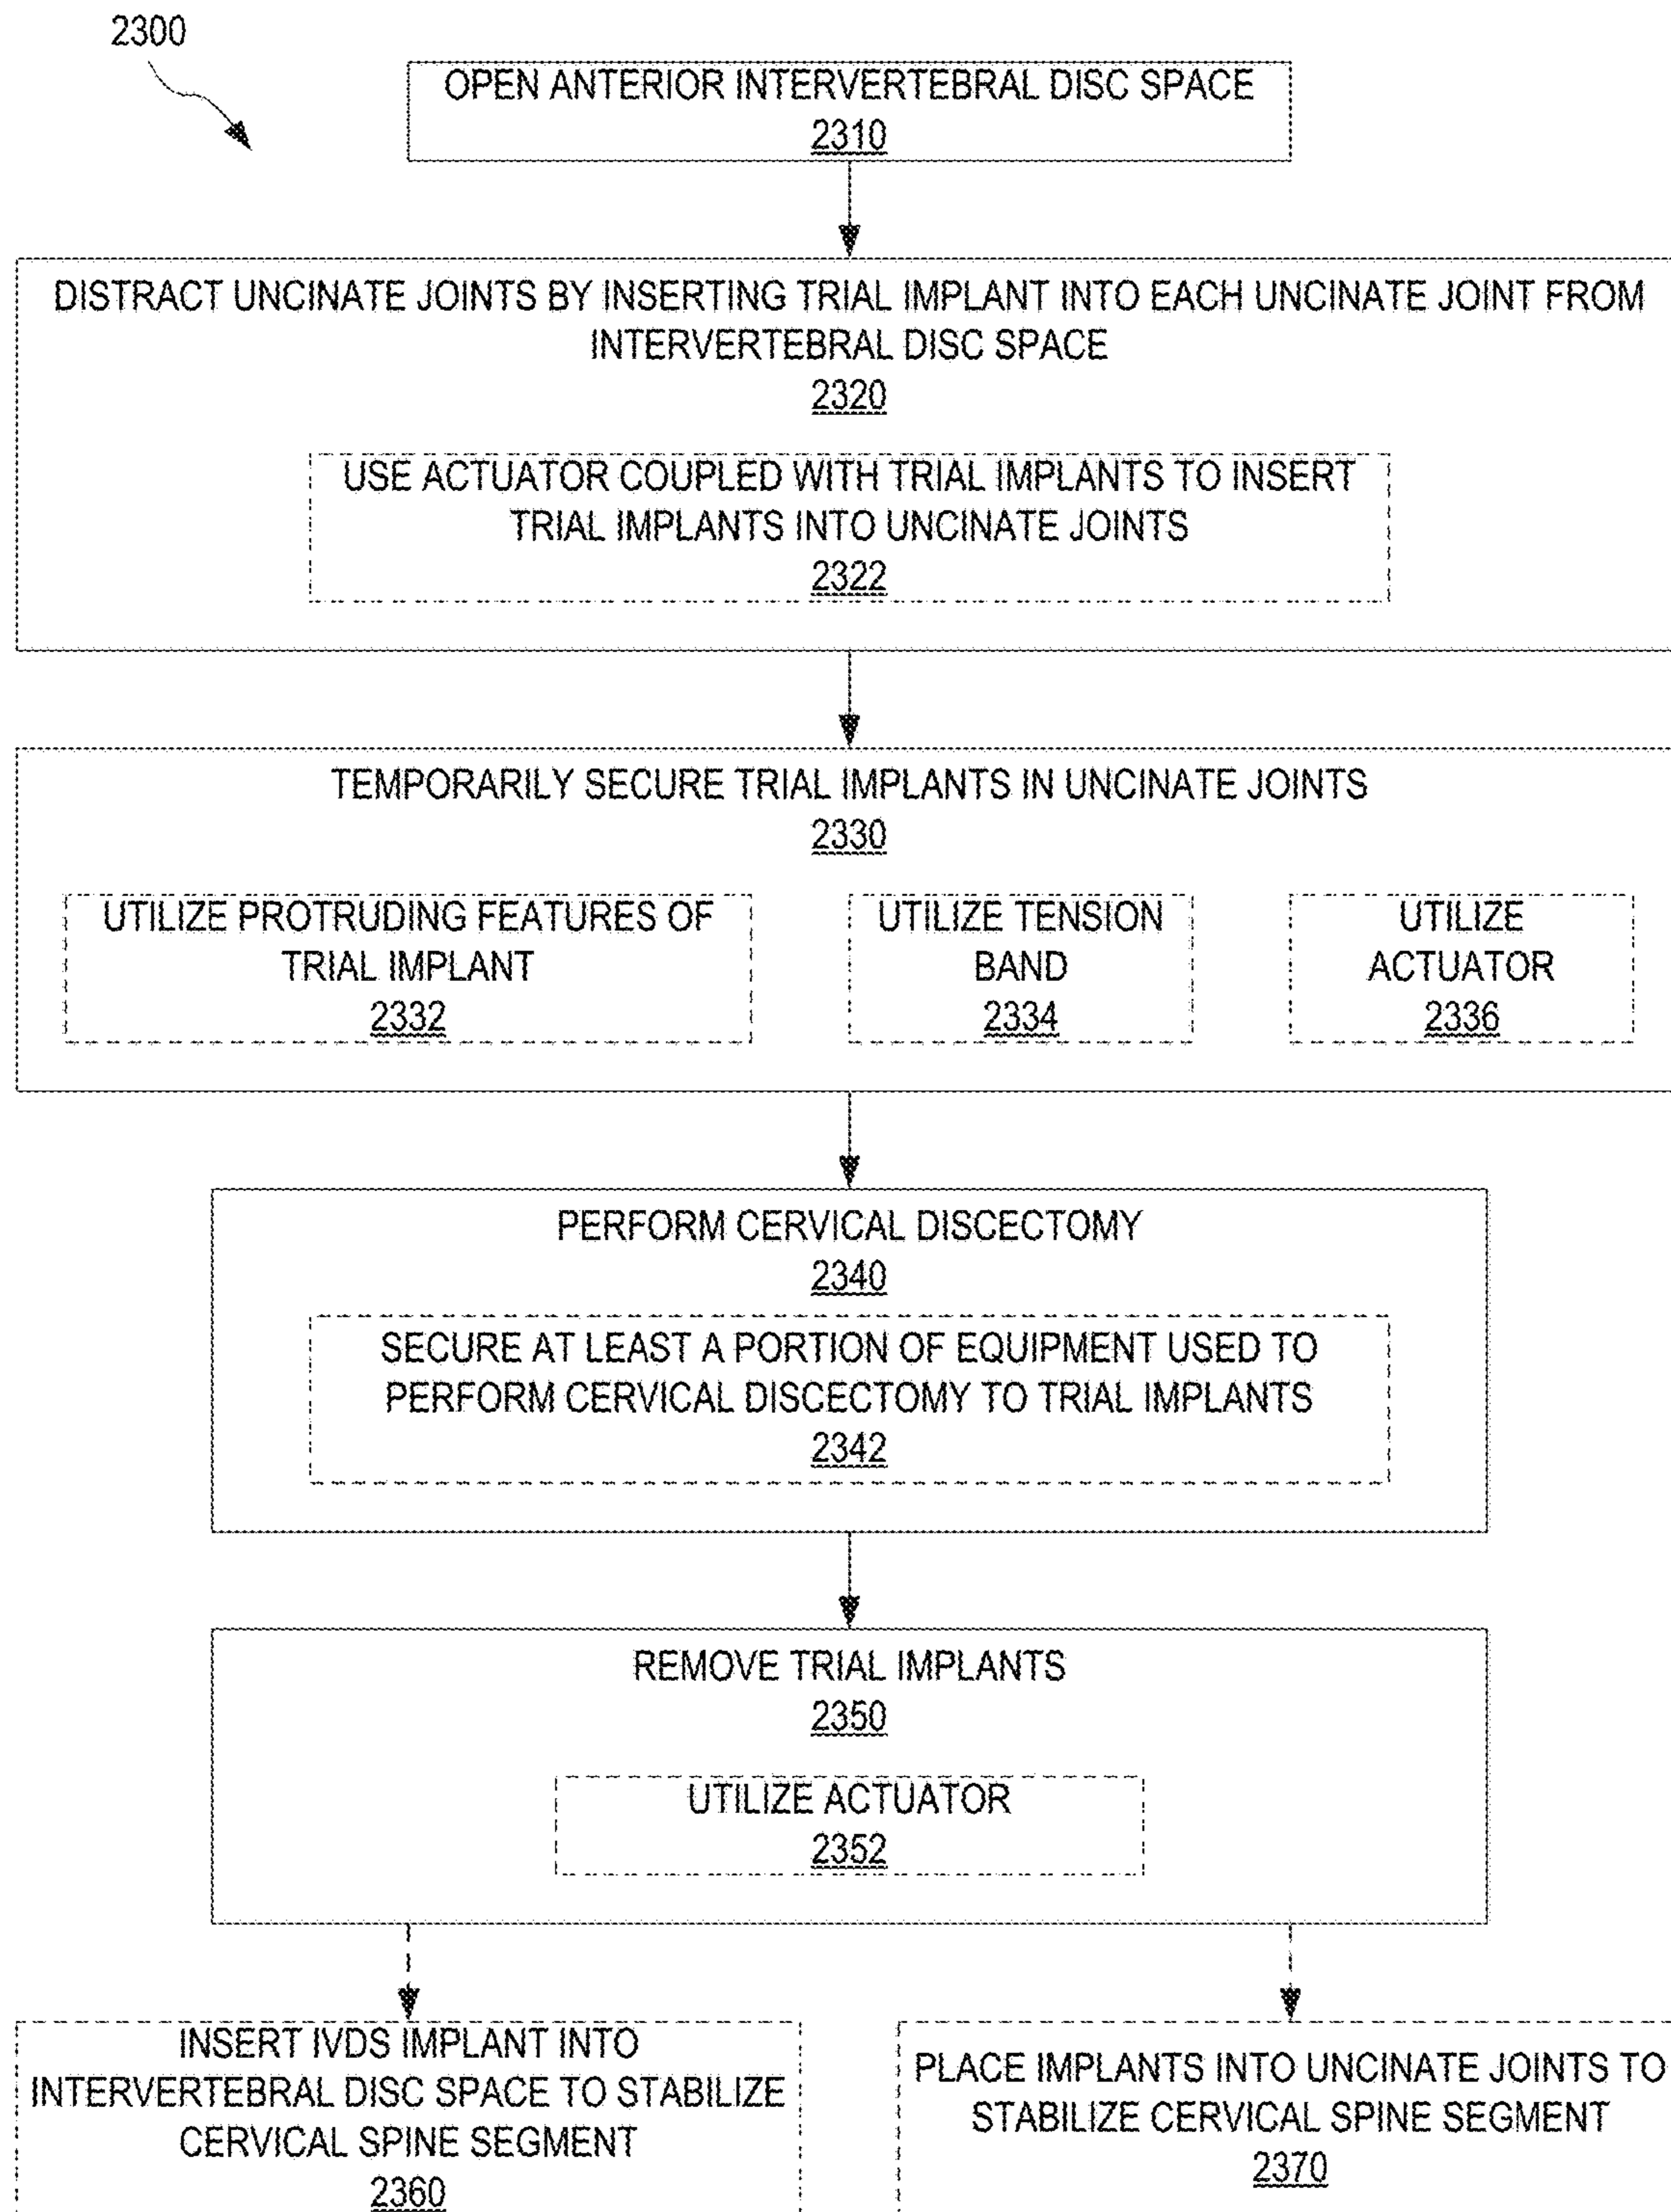 2300
OPEN ANTERIOR INTERVERTEBRAL DISC SPACE
2310
DISTRACT UNCINATE JOINTS BY INSERTING TRIAL IMPLANT INTO EACH UNCINATE JOINT FROM
INTERVERTEBRAL DISC SPACE
2320
USE ACTUATOR COUPLED WITH TRIAL IMPLANTS TO INSERT
TRIAL IMPLANTS INTO UNCINATE JOINTS
2322
TEMPORARILY SECURE TRIAL IMPLANTS IN UNCINATE JOINTS
2330
UTILIZE PROTRUDING FEATURES OF
TRIAL IMPLANT
2332
UTILIZE TENSION
BAND
2334
UTILIZE
ACTUATOR
2336
PERFORM CERVICAL DISCECTOMY
2340
SECURE AT LEAST A PORTION OF EQUIPMENT USED TO
PERFORM CERVICAL DISCECTOMY TO TRIAL IMPLANTS
2342
REMOVE TRIAL IMPLANTS
2350
UTILIZE ACTUATOR
2352
INSERT IVDS IMPLANT INTO
INTERVERTEBRAL DISC SPACE TO STABILIZE
CERVICAL SPINE SEGMENT
2360
PLACE IMPLANTS INTO UNCINATE JOINTS TO
STABILIZE CERVICAL SPINE SEGMENT
2370